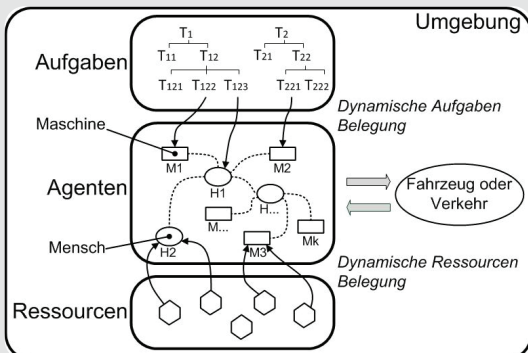 Umgebung
Aufgaben
T1 T2
T11 T12 T21 T22
T121 T122 T123 T221 T222
Dynamische Aufgaben
Belegung
Maschine
Agenten
M1 M2
H1
M... H... Mk
Mensch
H2 M3
Fahrzeug oder
Verkehr
Dynamische Ressourcen
Belegung
Ressourcen